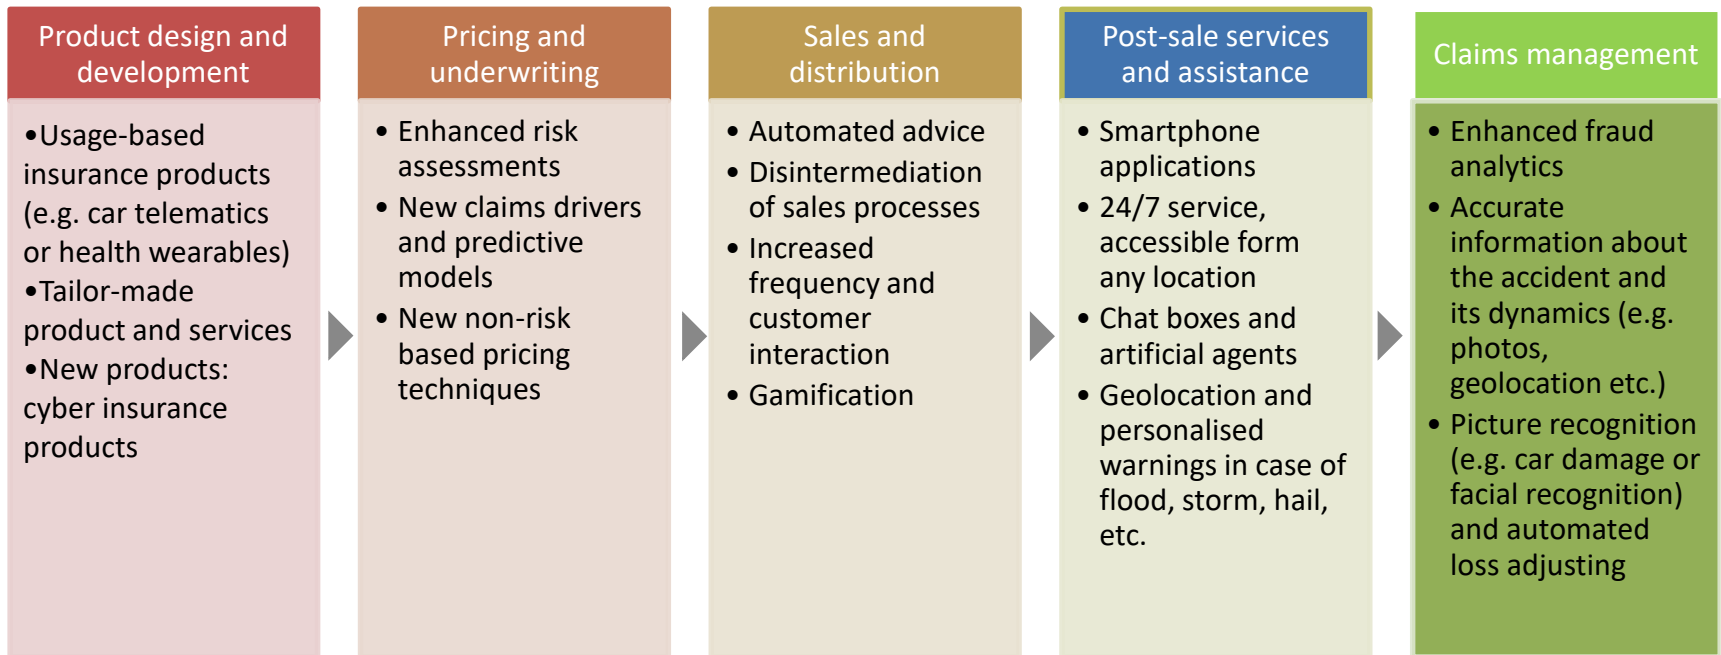 Product design and
development
•Usage-based
insurance products
(e.g. car telematics
or health wearables)
•Tailor-made
product and services
•New products:
cyber insurance
products
Pricing and
underwriting
• Enhanced risk
assessments
• New claims drivers
and predictive
models
• New non-risk
based pricing
techniques
Sales and
distribution
• Automated advice
• Disintermediation
of sales processes
• Increased
frequency and
customer
interaction
• Gamification
Post-sale services
and assistance
• Smartphone
applications
• 24/7 service,
accessible form
any location
• Chat boxes and
artificial agents
• Geolocation and
personalised
warnings in case of
flood, storm, hail,
etc.
Claims management
• Enhanced fraud
analytics
• Accurate
information about
the accident and
its dynamics (e.g.
photos,
geolocation etc.)
• Picture recognition
(e.g. car damage or
facial recognition)
and automated
loss adjusting